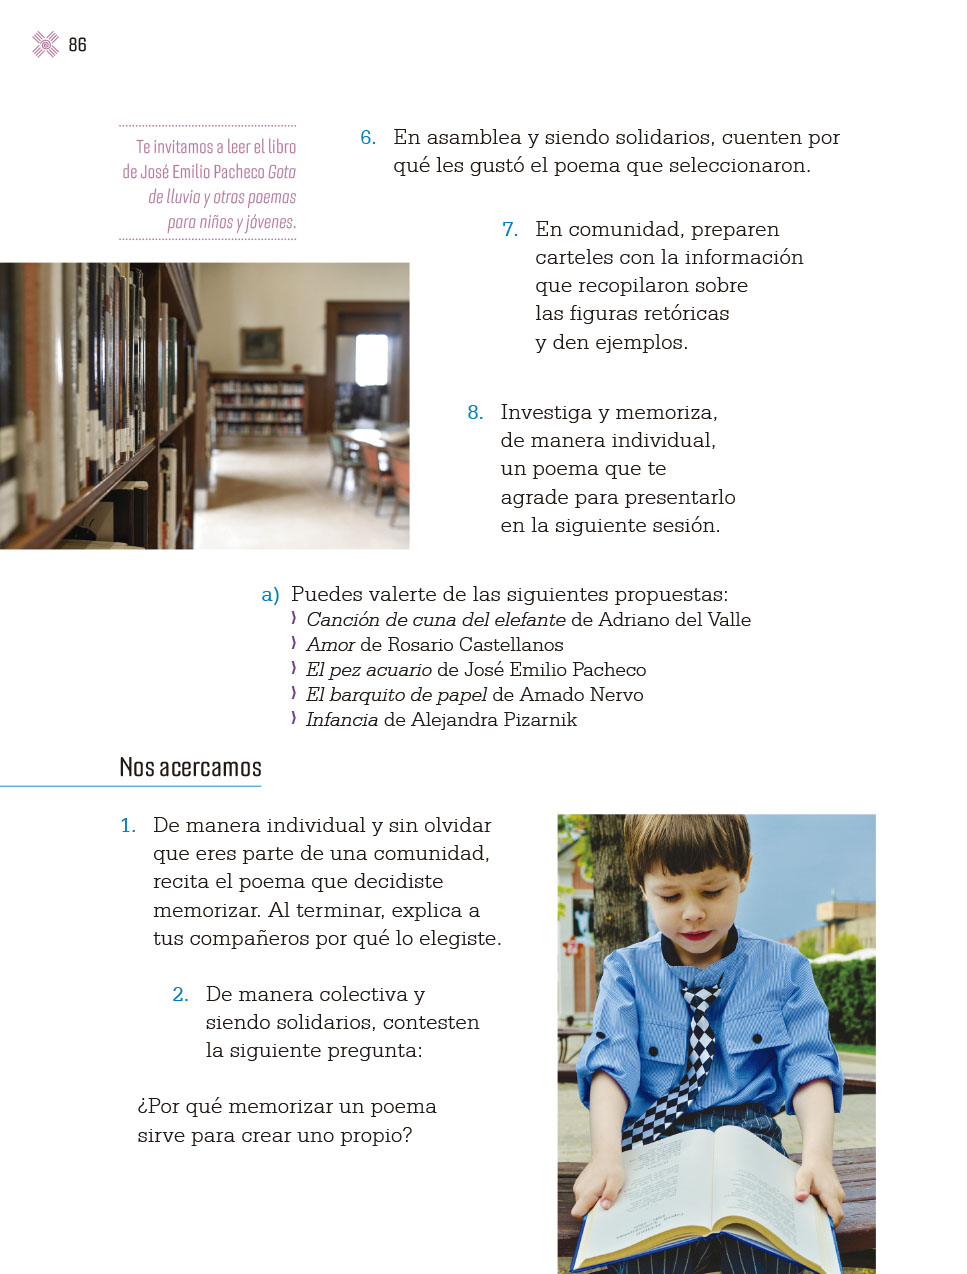 86
Te invitamos a leer el libro
de José Emilio Pacheco Gota
de lluvia y otros poemas
para niños y jóvenes.
6. En asamblea y siendo solidarios, cuenten por
qué les gustó el poema que seleccionaron.
7. En comunidad, preparen
carteles con la información
que recopilaron sobre
las figuras retóricas
y den ejemplos.
8. Investiga y memoriza,
de manera individual,
un poema que te
agrade para presentarlo
en la siguiente sesión.
a) Puedes valerte de las siguientes propuestas:
Canción de cuna del elefante de Adriano del Valle
Amor de Rosario Castellanos
El pez acuario de José Emilio Pacheco
El barquito de papel de Amado Nervo
Infancia de Alejandra Pizarnik
Nos acercamos
1. De manera individual y sin olvidar
que eres parte de una comunidad,
recita el poema que decidiste
memorizar. Al terminar, explica a
tus compañeros por qué lo elegiste.
2. De manera colectiva y
siendo solidarios, contesten
la siguiente pregunta:
¿Por qué memorizar un poema
sirve para crear uno propio?